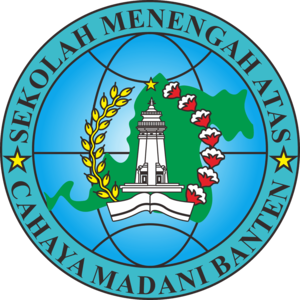 SEKOLAH MENENGAH ATAS
CAHAYA MADANI BANTEN